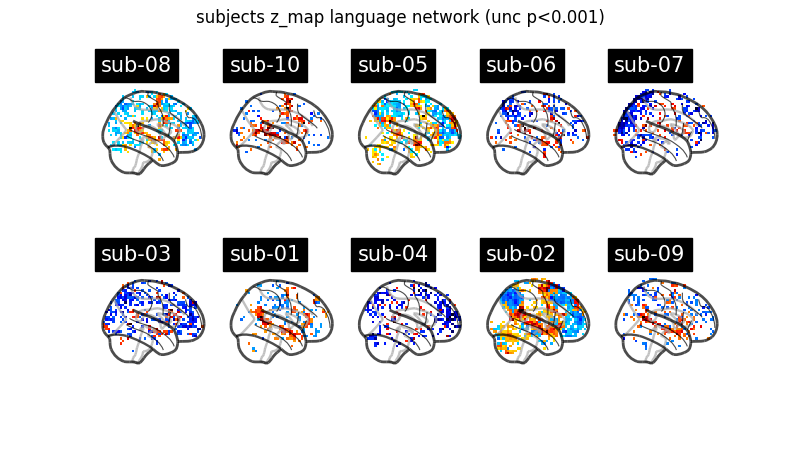 subjects z_map language network (unc p<0.001)
sub-08
sub-10
sub-05
sub-06
sub-07
sub-03
sub-01
sub-04
sub-02
sub-09